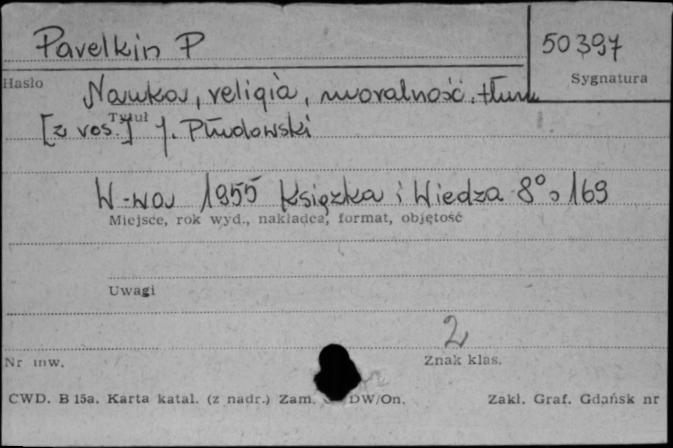 Pavelkin P
50397
Hasło
Sygnatura
Nauka, religia, moralność. tłum
Tytuł
[z ros.] J. Płudowski
W-wa 1955 Książka i Wiedza 8° s 169
Miejsce, rok wyd., nakładca, format, objętość
Uwagi
2
Nr inw.
Znak klas.
CWD. B 15a. Karta katal. (z nadr.) Zam. DW/On.
Zakl. Graf. Gdańsk nr